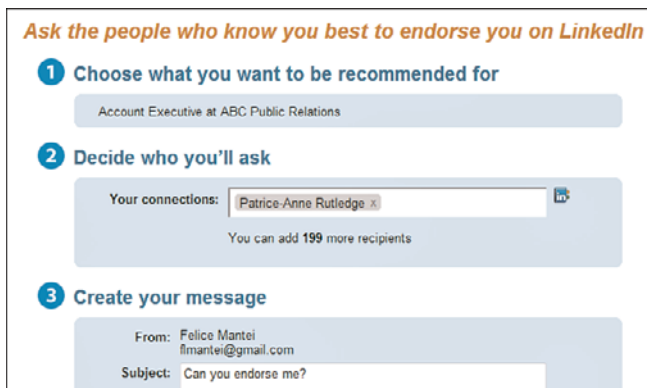 Ask the people who know you best to endorse you on LinkedIn
1 Choose what you want to be recommended for
Account Executive at ABC Public Relations
2 Decide who you'll ask
Your connections: Patrice-Anne Rutledge x
You can add 199 more recipients
3 Create your message
From: Felice Mantei
flmantei@gmail.com
Subject: Can you endorse me?